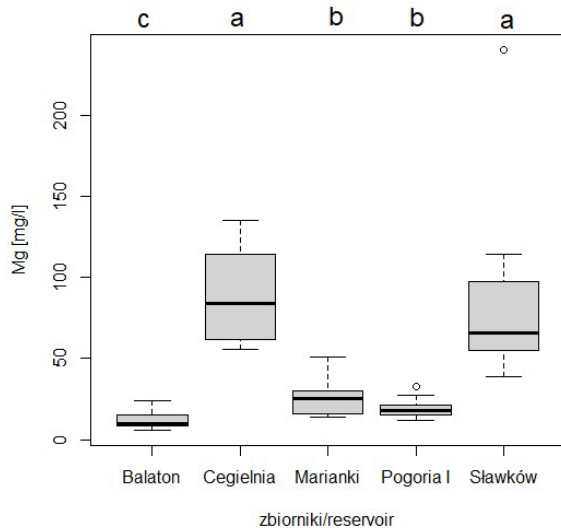 c a b b a
Mg [mg/l]
200
150
100
50
0
Balaton Cegielnia Marianki Pogoria I Sławków
zbiorniki/reservoir